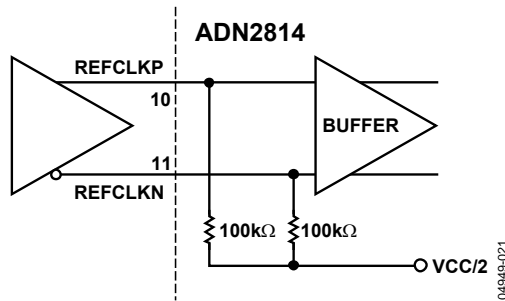 ADN2814
REFCLKP
10
BUFFER
11
REFCLKN
100kΩ
100kΩ
VCC/2
04949-021